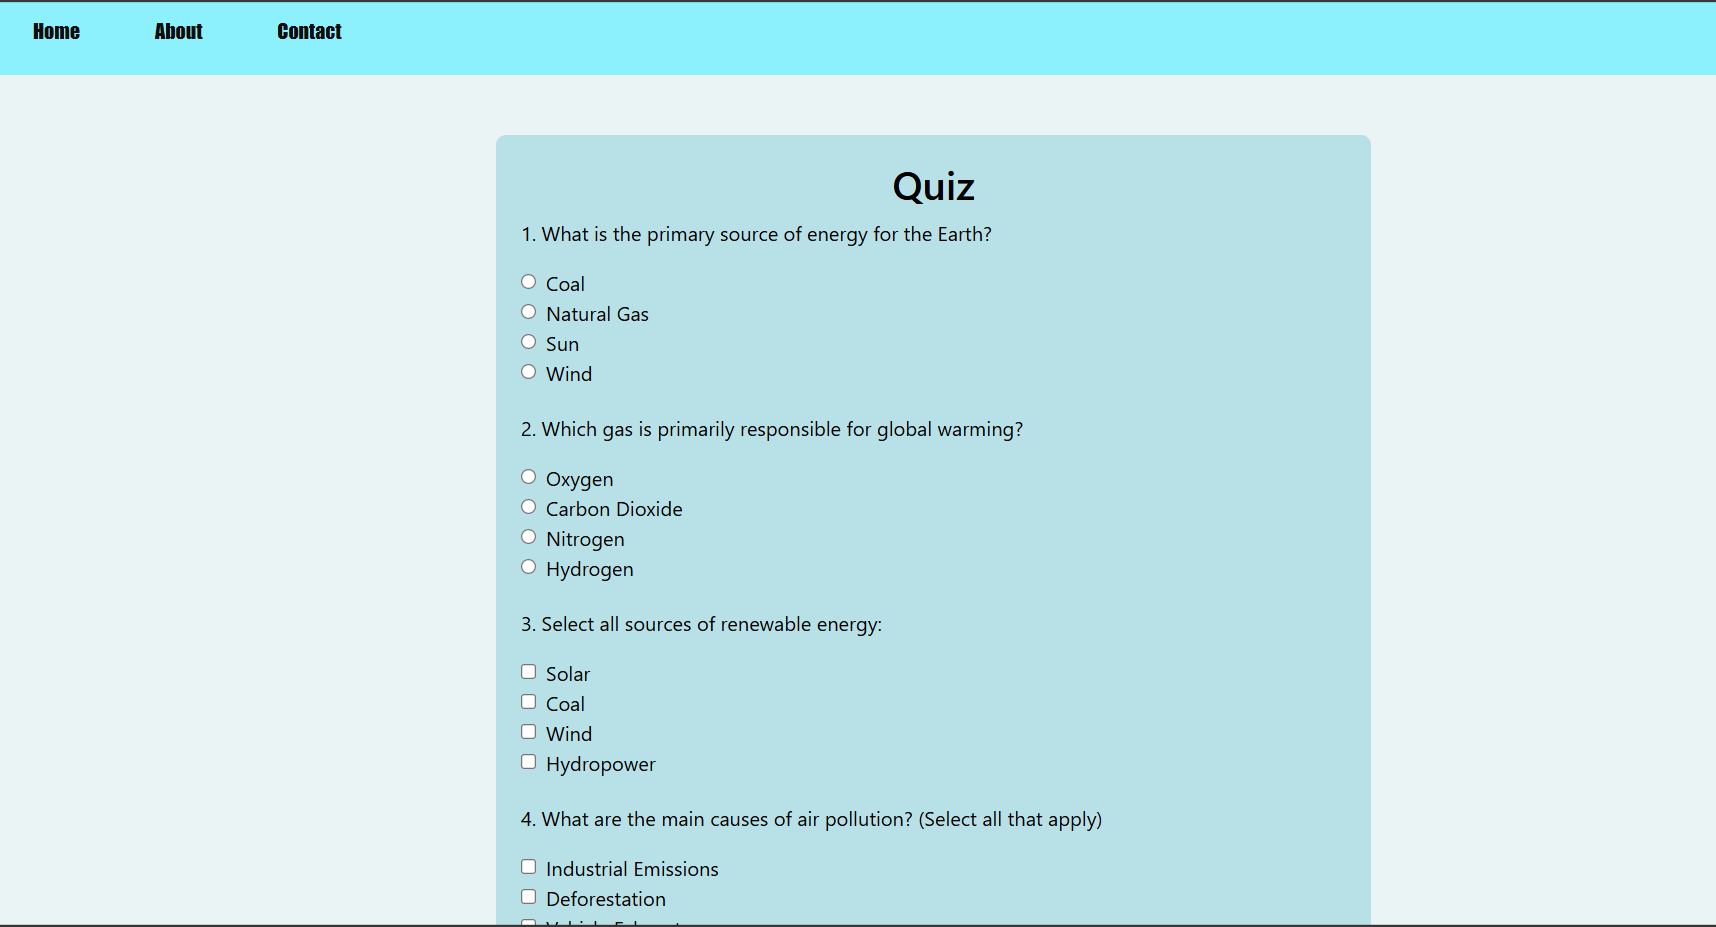 Home About Contact
Quiz
1. What is the primary source of energy for the Earth?
Coal
Natural Gas
Sun
Wind
2. Which gas is primarily responsible for global warming?
Oxygen
Carbon Dioxide
Nitrogen
Hydrogen
3. Select all sources of renewable energy:
Solar
Coal
Wind
Hydropower
4. What are the main causes of air pollution? (Select all that apply)
Industrial Emissions
Deforestation